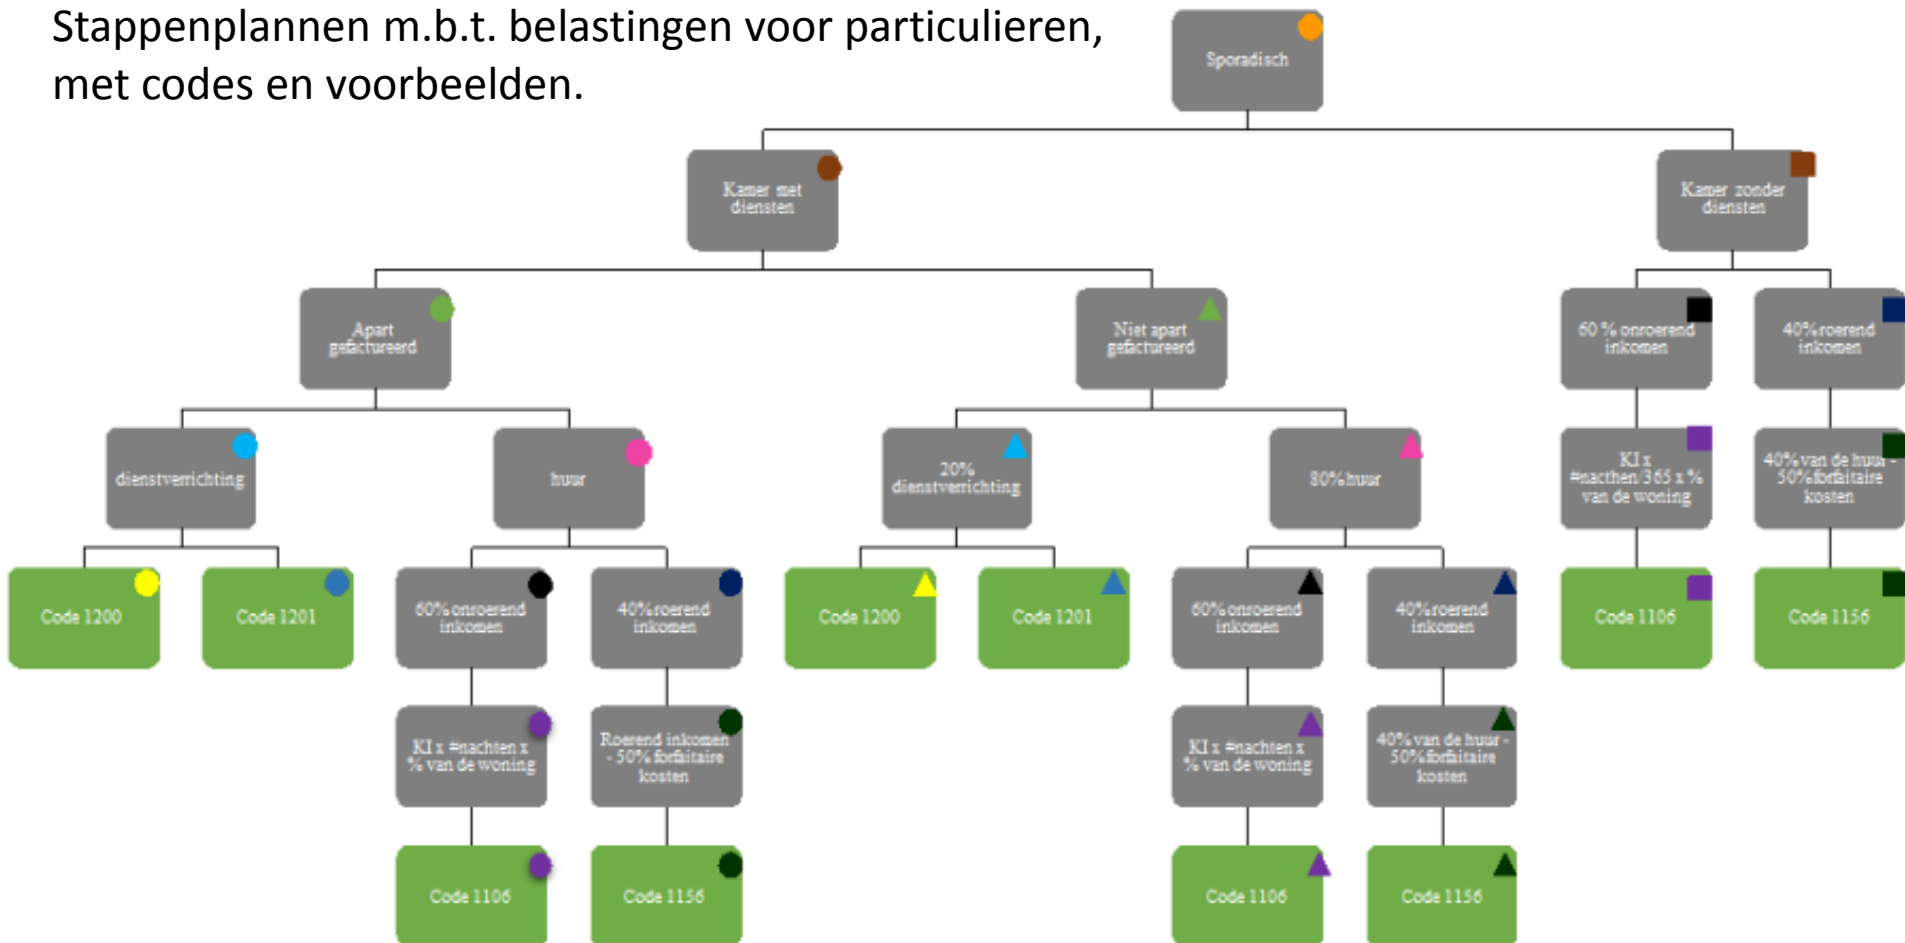 Stappenplannen m.b.t. belastingen voor particulieren,
met codes en voorbeelden.
Sporadisch
Kamer met
diensten
Kamer zonder
diensten
Apart
gefactureerd
Niet apart
gefactureerd
60 % onroerend
inkomen
40% roerend
inkomen
dienstverrichting
huur
20%
dienstverrichting
80% huur
KI x
#nacthen/365 x %
van de woning
40% van de huur -
50% forfaitaire
kosten
Code 1200
Code 1201
60% onroerend
inkomen
40% roerend
inkomen
Code 1200
Code 1201
60% onroerend
inkomen
40% roerend
inkomen
Code 1106
Code 1156
KI x #nachten x
% van de woning
Roerend inkomen
- 50% forfaitaire
kosten
KI x #nachten x
% van de woning
40% van de huur -
50% forfaitaire
kosten
Code 1106
Code 1156
Code 1106
Code 1156